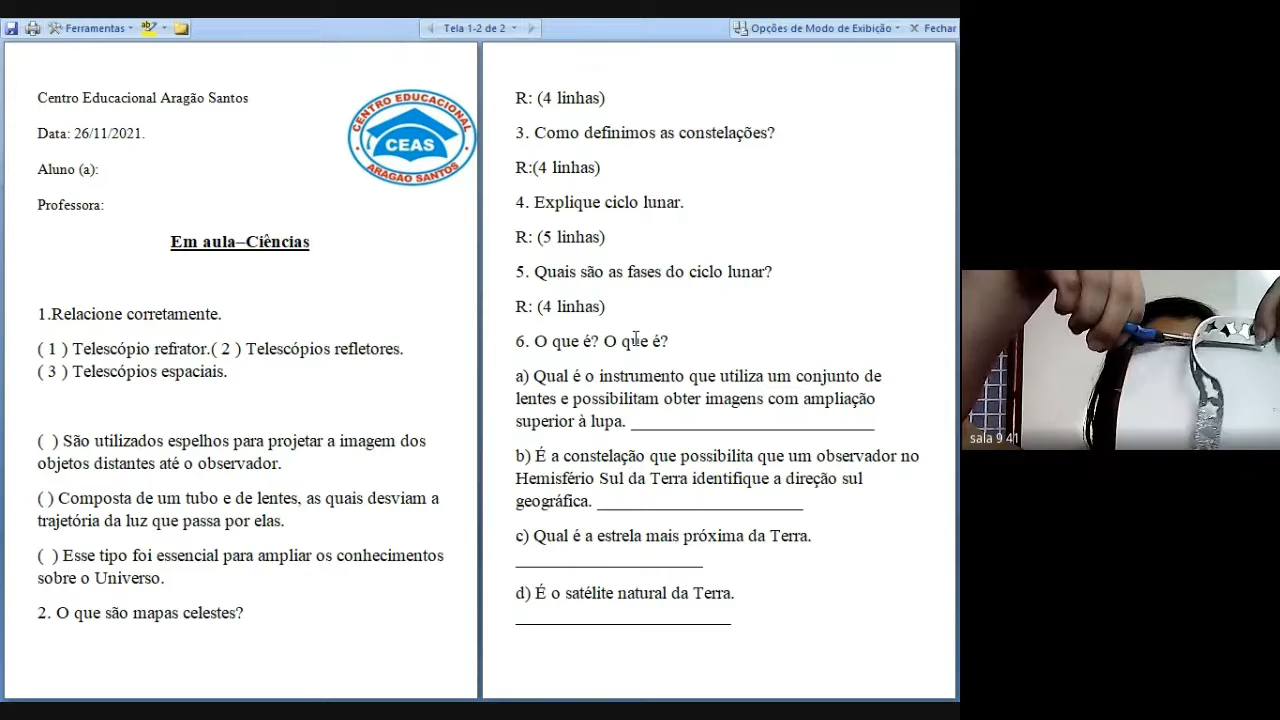 Ferramentas
Tela 1-2 de 2
Opções de Modo de Exibição
Fechar
Centro Educacional Aragão Santos
Data: 26/11/2021.
Aluno (a):
Professora:
CENTRO EDUCACIONAL
CEAS
ARAGAO SANTOS
Em aula–Ciências
1.Relacione corretamente.
( 1 ) Telescópio refrator.( 2 ) Telescópios refletores.
( 3 ) Telescópios espaciais.
( ) São utilizados espelhos para projetar a imagem dos
objetos distantes até o observador.
( ) Composta de um tubo e de lentes, as quais desviam a
trajetória da luz que passa por elas.
( ) Esse tipo foi essencial para ampliar os conhecimentos
sobre o Universo.
2. O que são mapas celestes?
R: (4 linhas)
3. Como definimos as constelações?
R:(4 linhas)
4. Explique ciclo lunar.
R: (5 linhas)
5. Quais são as fases do ciclo lunar?
R: (4 linhas)
6. O que é? O que é?
a) Qual é o instrumento que utiliza um conjunto de
lentes e possibilitam obter imagens com ampliação
superior à lupa. ___________________________
b) É a constelação que possibilita que um observador no
Hemisfério Sul da Terra identifique a direção sul
geográfica. _______________________
c) Qual é a estrela mais próxima da Terra.
_____________________
d) É o satélite natural da Terra.
________________________
sala 9 41